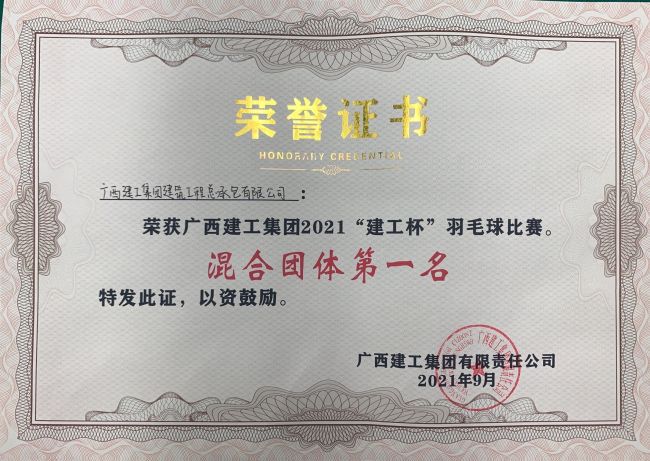 荣誉证书
HONORARY CREDENTIAL
广西建工集团建筑工程总承包有限公司：
荣获广西建工集团2021“建工杯”羽毛球比赛。
混合团体第一名
特发此证，以资鼓励。
广西建工集团有限责任公司
2021年9月